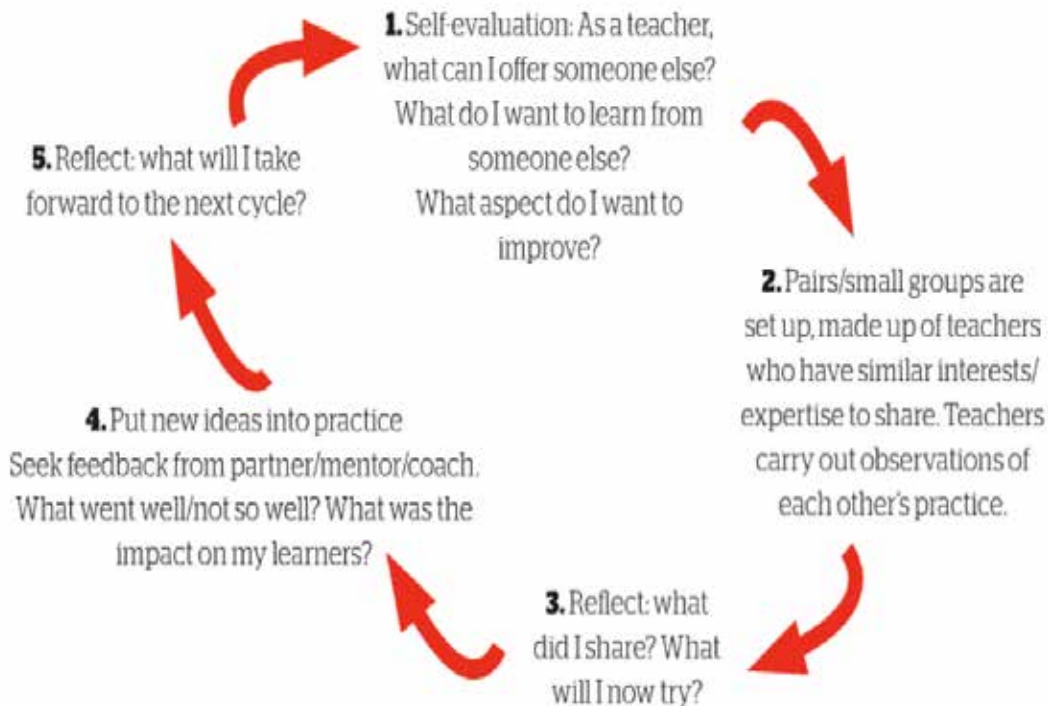 1. Self-evaluation: As a teacher,
what can I offer someone else?
What do I want to learn from
someone else?
What aspect do I want to
improve?
2. Pairs/small groups are
set up, made up of teachers
who have similar interests/
expertise to share. Teachers
carry out observations of
each other's practice.
3. Reflect: what
did I share? What
will I now try?
4. Put new ideas into practice
Seek feedback from partner/mentor/coach.
What went well/not so well? What was the
impact on my learners?
5. Reflect: what will I take
forward to the next cycle?